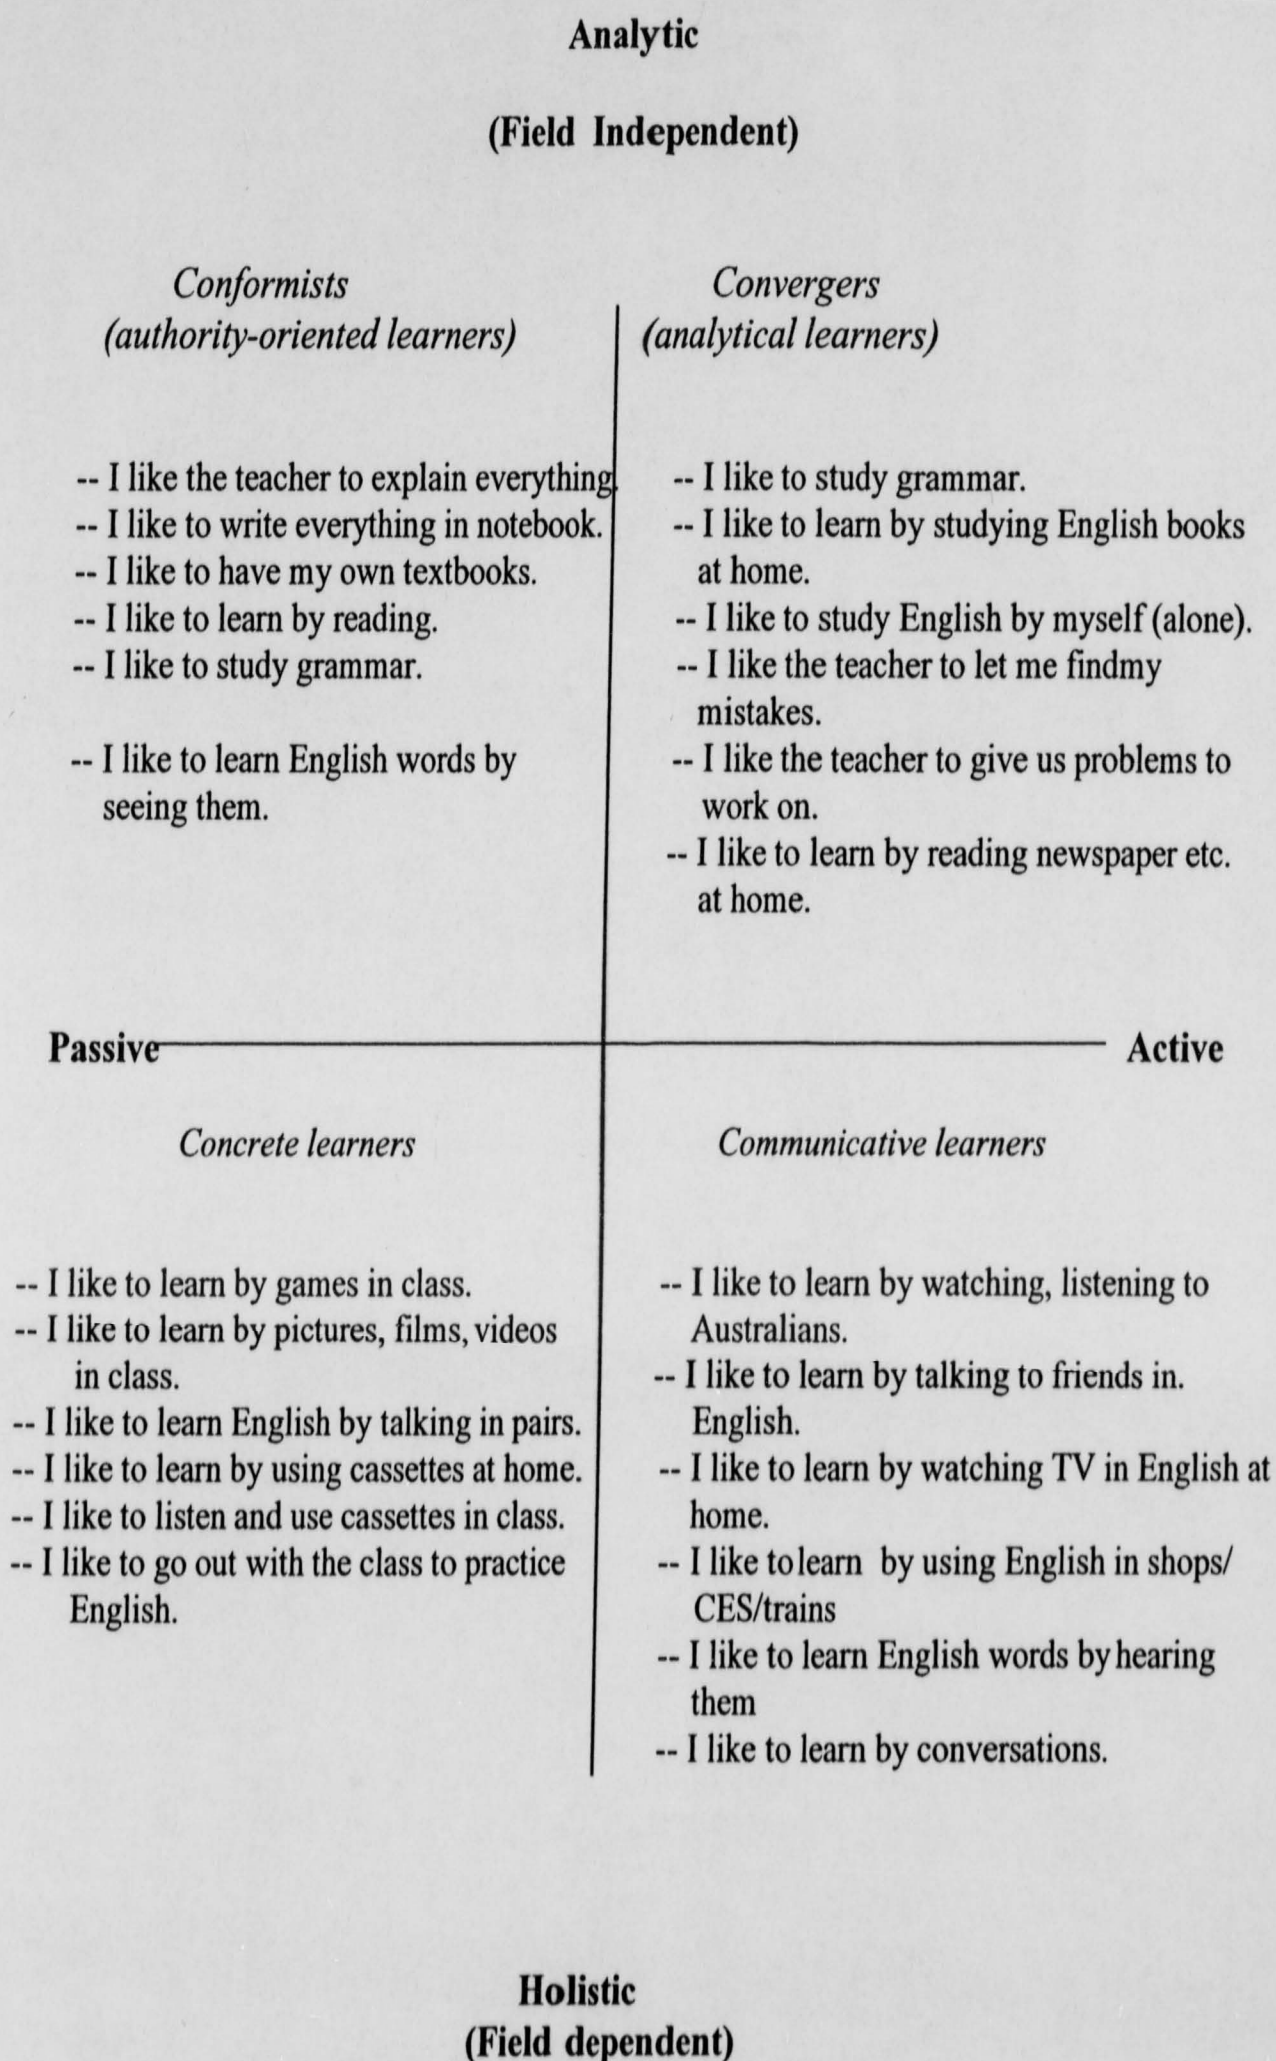 Analytic
(Field Independent)
Conformists
(authority-oriented learners)
-- I like the teacher to explain everything.
-- I like to write everything in notebook.
-- I like to have my own textbooks.
-- I like to learn by reading.
-- I like to study grammar.
-- I like to learn English words by
seeing them.
Convergers
(analytical learners)
-- I like to study grammar.
-- I like to learn by studying English books
at home.
-- I like to study English by myself (alone).
-- I like the teacher to let me findmy
mistakes.
-- I like the teacher to give us problems to
work on.
-- I like to learn by reading newspaper etc.
at home.
Passive
Active
Concrete learners
-- I like to learn by games in class.
-- I like to learn by pictures, films, videos
in class.
-- I like to learn English by talking in pairs.
-- I like to learn by using cassettes at home.
-- I like to listen and use cassettes in class.
-- I like to go out with the class to practice
English.
Communicative learners
-- I like to learn by watching, listening to
Australians.
-- I like to learn by talking to friends in.
English.
-- I like to learn by watching TV in English at
home.
-- I like to learn by using English in shops/
CES/trains
-- I like to learn English words by hearing
them
-- I like to learn by conversations.
Holistic
(Field dependent)